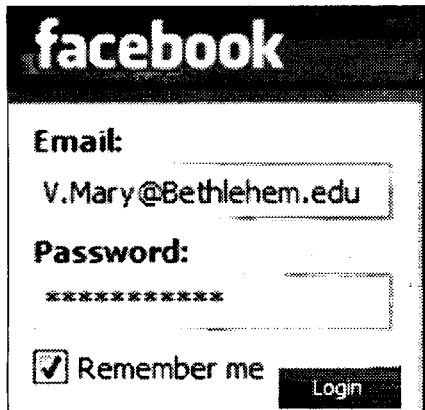 facebook
Email:
V.Mary@Bethlehem.edu
Password:
***********
Remember me
Login